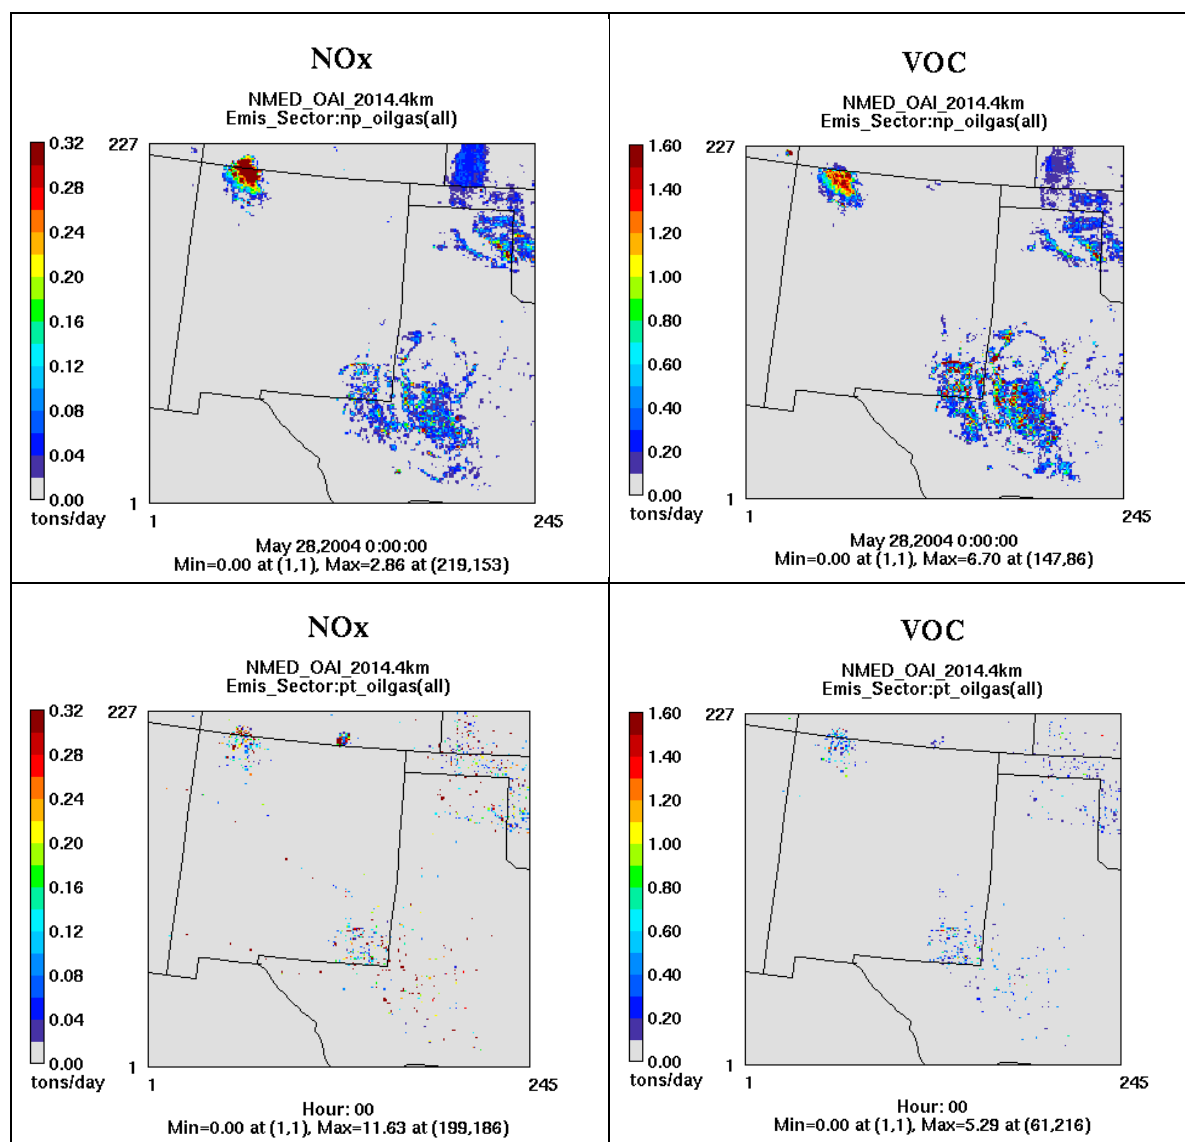 NOx
NMED_OAI_2014.4km
Emis_Sector:np_oilgas(all)
0.32
0.28
0.24
0.20
0.16
0.12
0.08
0.04
0.00
tons/day
227
1
1
245
May 28,2004 0:00:00
Min=0.00 at (1,1), Max=2.86 at (219,153)
VOC
NMED_OAI_2014.4km
Emis_Sector:np_oilgas(all)
1.60
1.40
1.20
1.00
0.80
0.60
0.40
0.20
0.00
tons/day
227
1
1
245
May 28,2004 0:00:00
Min=0.00 at (1,1), Max=6.70 at (147,86)
NOx
NMED_OAI_2014.4km
Emis_Sector:pt_oilgas(all)
0.32
0.28
0.24
0.20
0.16
0.12
0.08
0.04
0.00
tons/day
227
1
1
245
Hour: 00
Min=0.00 at (1,1), Max=11.63 at (199,186)
VOC
NMED_OAI_2014.4km
Emis_Sector:pt_oilgas(all)
1.60
1.40
1.20
1.00
0.80
0.60
0.40
0.20
0.00
tons/day
227
1
1
245
Hour: 00
Min=0.00 at (1,1), Max=5.29 at (61,216)